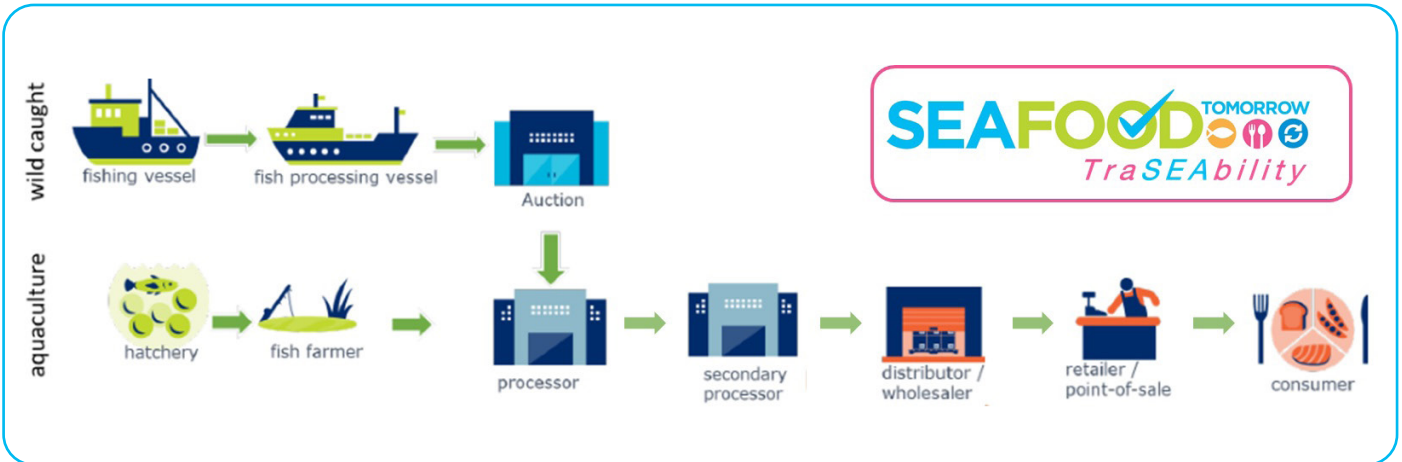 wild caught
fishing vessel
fish processing vessel
Auction
SEAFOOD TOMORROW
TraSEAbility
aquaculture
hatchery
fish farmer
processor
secondary
processor
distributor /
wholesaler
retailer /
point-of-sale
consumer